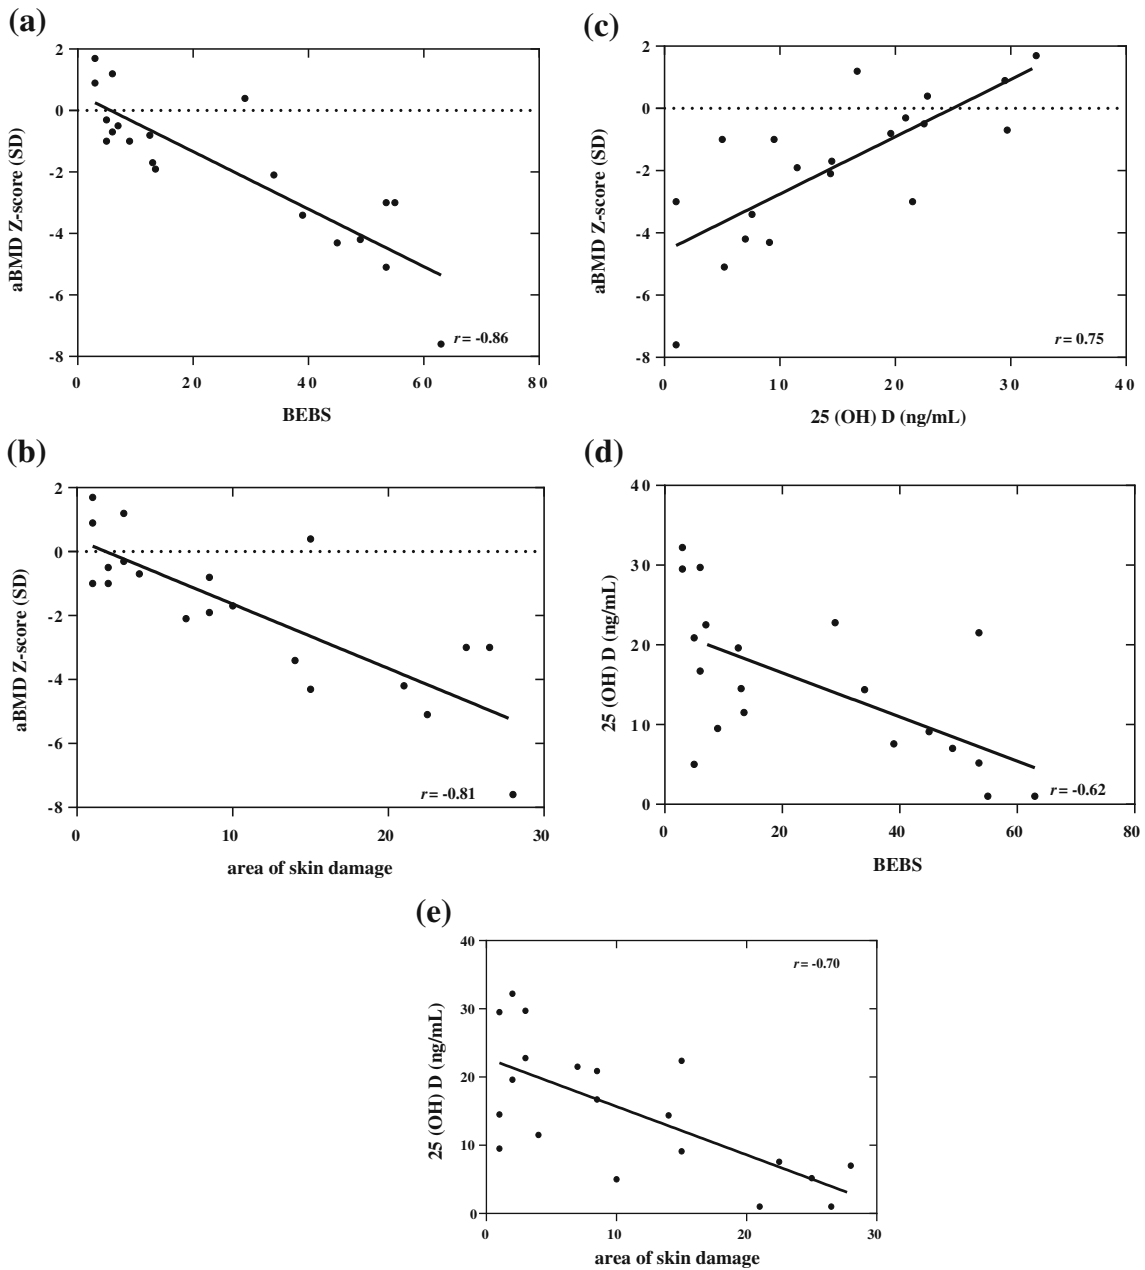 (a)
2
0
-2
-4
-6
-8
aBMD Z-score (SD)
r = -0.86
0 20 40 60 80
BEBS
(c)
2
0
-2
-4
-6
-8
aBMD Z-score (SD)
r = 0.75
0 10 20 30 40
25 (OH) D (ng/mL)
(b)
2
0
-2
-4
-6
-8
aBMD Z-score (SD)
r = -0.81
0 10 20 30
area of skin damage
(d)
40
30
20
10
0
25 (OH) D (ng/mL)
r = -0.62
0 20 40 60 80
BEBS
(e)
40
30
20
10
0
25 (OH) D (ng/mL)
r = -0.70
0 10 20 30
area of skin damage